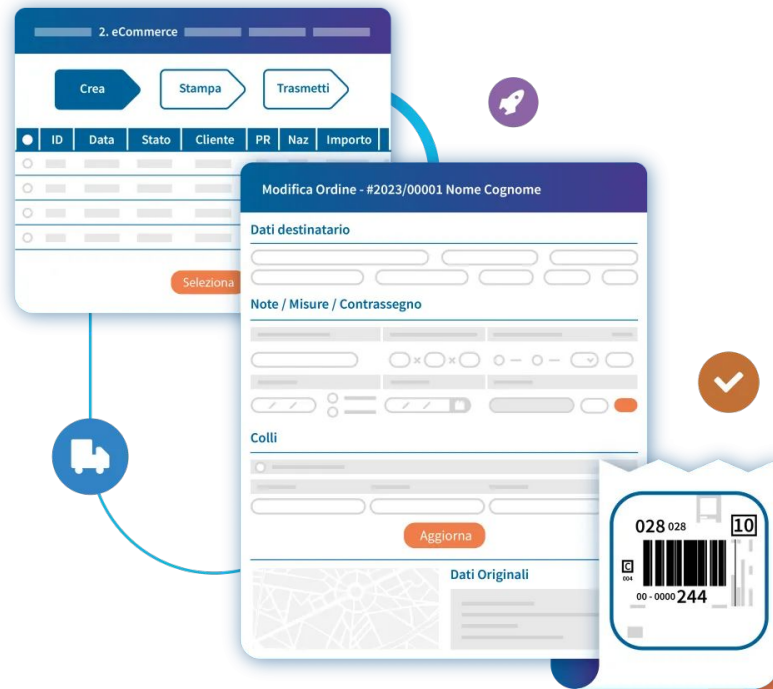 2. eCommerce
Crea
Stampa
Trasmetti
ID Data Stato Cliente PR Naz Importo
Seleziona
Modifica Ordine - #2023/00001 Nome Cognome
Dati destinatario
Note / Misure / Contrassegno
Colli
Aggiorna
Dati Originali
028 028
10
C
004
00 - 0000 244